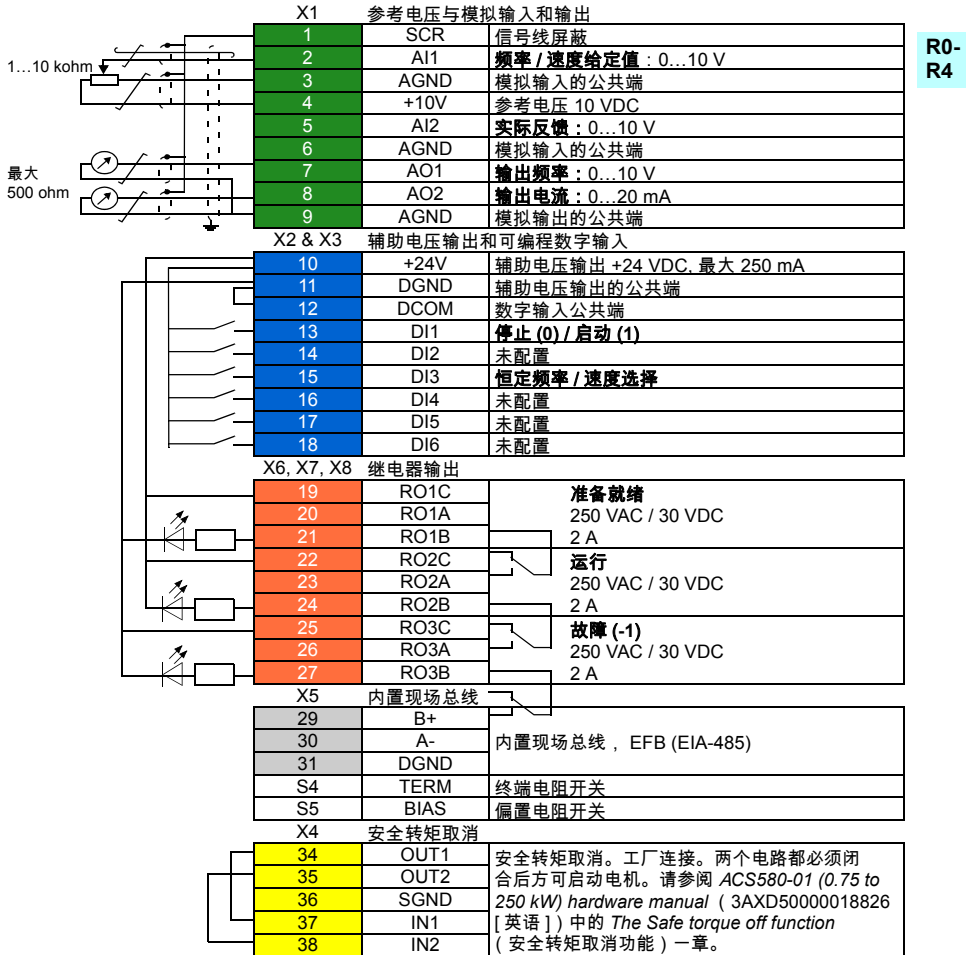 X1 参考电压与模拟输入和输出
R0-
R4
1 SCR 信号线屏蔽
2 AI1 频率 / 速度给定值：0…10 V
1…10 kohm
3 AGND 模拟输入的公共端
4 +10V 参考电压 10 VDC
5 AI2 实际反馈：0…10 V
6 AGND 模拟输入的公共端
最大
500 ohm
7 AO1 输出频率：0…10 V
8 AO2 输出电流：0…20 mA
9 AGND 模拟输出的公共端
X2 & X3 辅助电压输出和可编程数字输入
10 +24V 辅助电压输出 +24 VDC, 最大 250 mA
11 DGND 辅助电压输出的公共端
12 DCOM 数字输入公共端
13 DI1 停止 (0) / 启动 (1)
14 DI2 未配置
15 DI3 恒定频率 / 速度选择
16 DI4 未配置
17 DI5 未配置
18 DI6 未配置
X6, X7, X8 继电器输出
19 RO1C 准备就绪
20 RO1A 250 VAC / 30 VDC
21 RO1B 2 A
22 RO2C 运行
23 RO2A 250 VAC / 30 VDC
24 RO2B 2 A
25 RO3C 故障 (-1)
26 RO3A 250 VAC / 30 VDC
27 RO3B 2 A
X5 内置现场总线
29 B+
30 A- 内置现场总线， EFB (EIA-485)
31 DGND
S4 TERM 终端电阻开关
S5 BIAS 偏置电阻开关
X4 安全转矩取消
34 OUT1 安全转矩取消。工厂连接。两个电路都必须闭
35 OUT2 合后方可启动电机。请参阅 ACS580-01 (0.75 to
36 SGND 250 kW) hardware manual （ 3AXD50000018826
37 IN1 [ 英语 ] ) 中的 The Safe torque off function
38 IN2 （ 安全转矩取消功能 ) 一章。